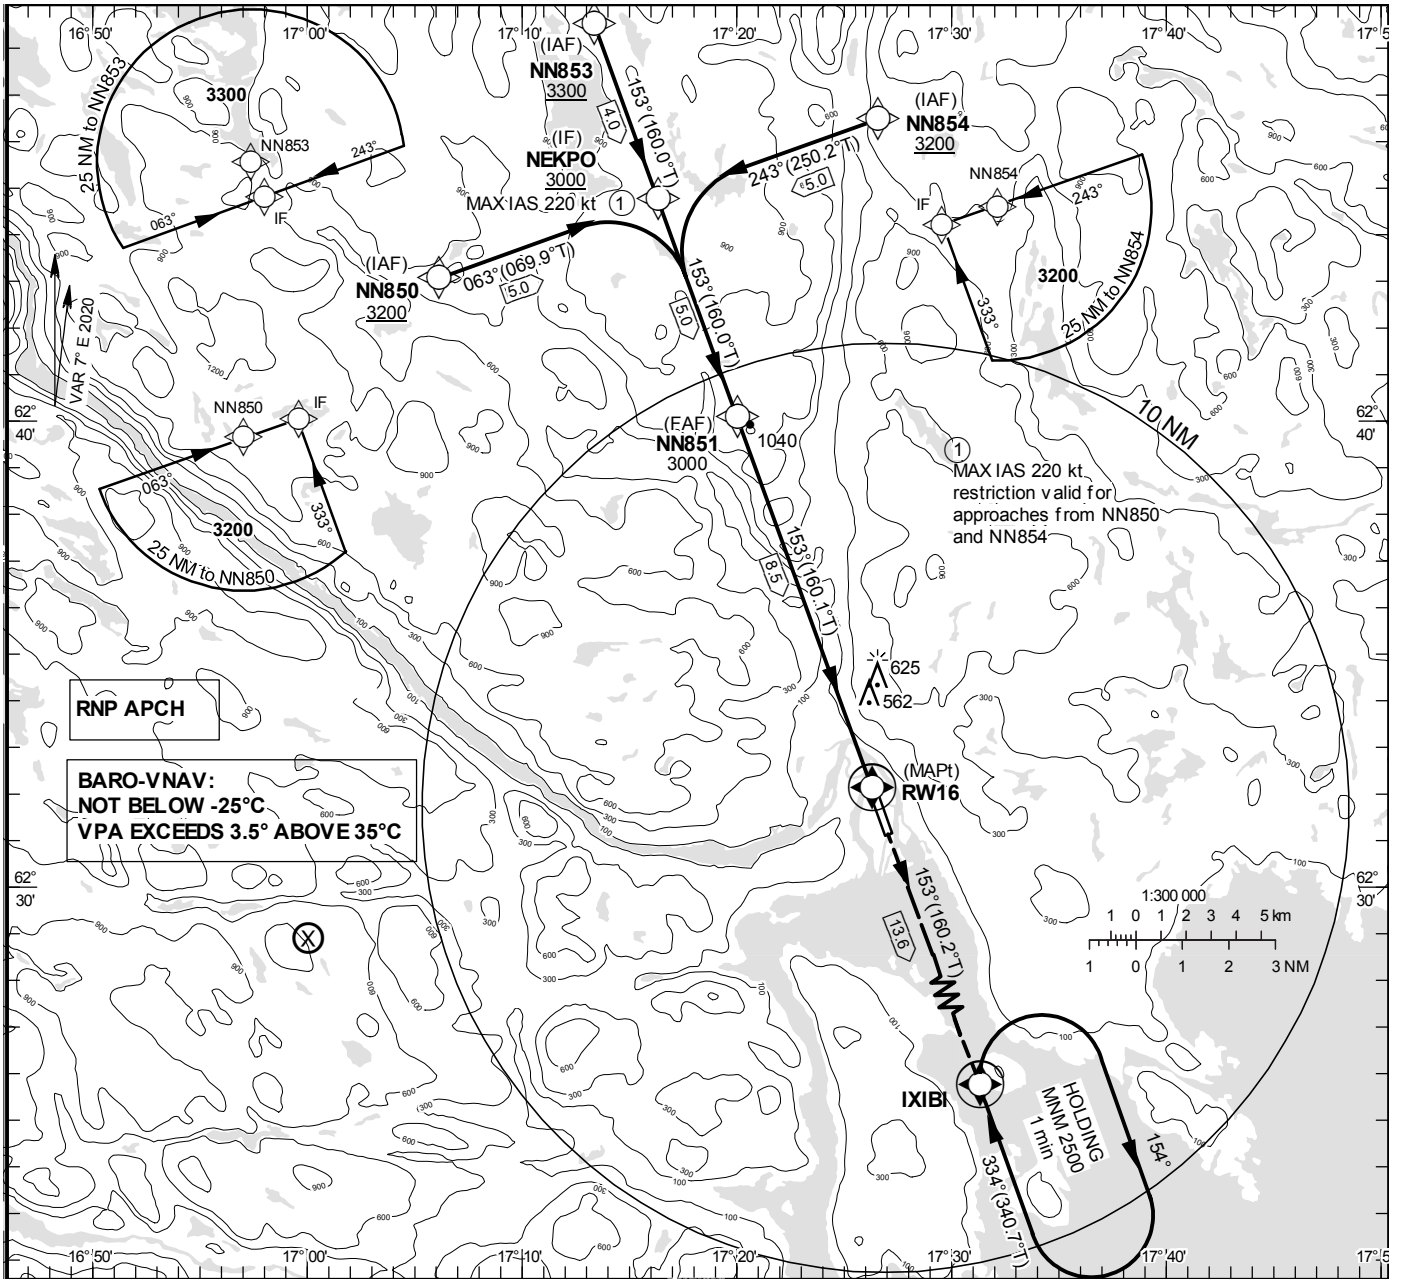 16°50' 17°00' 17°10' 17°20' 17°30' 17°40' 17°5
25 NM to NN853
3300
NN853
243°
063°
IF
(IAF)
NN853
3300
153°(160.0°T)
4.0
(IF)
NEKPO
3000
MAX IAS 220 kt 1
(IAF)
NN854
3200
243°(250.2°T)
5.0
NN854
IF
243°
3200
25 NM to NN854
333°
(IAF)
NN850
3200
063°(069.9°T)
5.0
153°(160.0°T)
5.0
VAR 7° E 2020
62°
40'
62°
40'
NN850
IF
063°
333°
3200
25 NM to NN850
10 NM
(FAF)
NN851
3000
1040
1
MAX IAS 220 kt
restriction valid for
approaches from NN850
and NN854
153°(160.1°T)
8.5
625
562
RNP APCH
BARO-VNAV:
NOT BELOW -25°C
VPA EXCEEDS 3.5° ABOVE 35°C
(MAPt)
RW16
62°
30'
62°
30'
153°(160.2°T)
13.6
1:300 000
1 0 1 2 3 4 5 km
1 0 1 2 3 NM
X
IXIBI
HOLDING
MNM 2500
1 min
154°
334°(340.7°T)
16°50' 17°00' 17°10' 17°20' 17°30' 17°40' 17°5